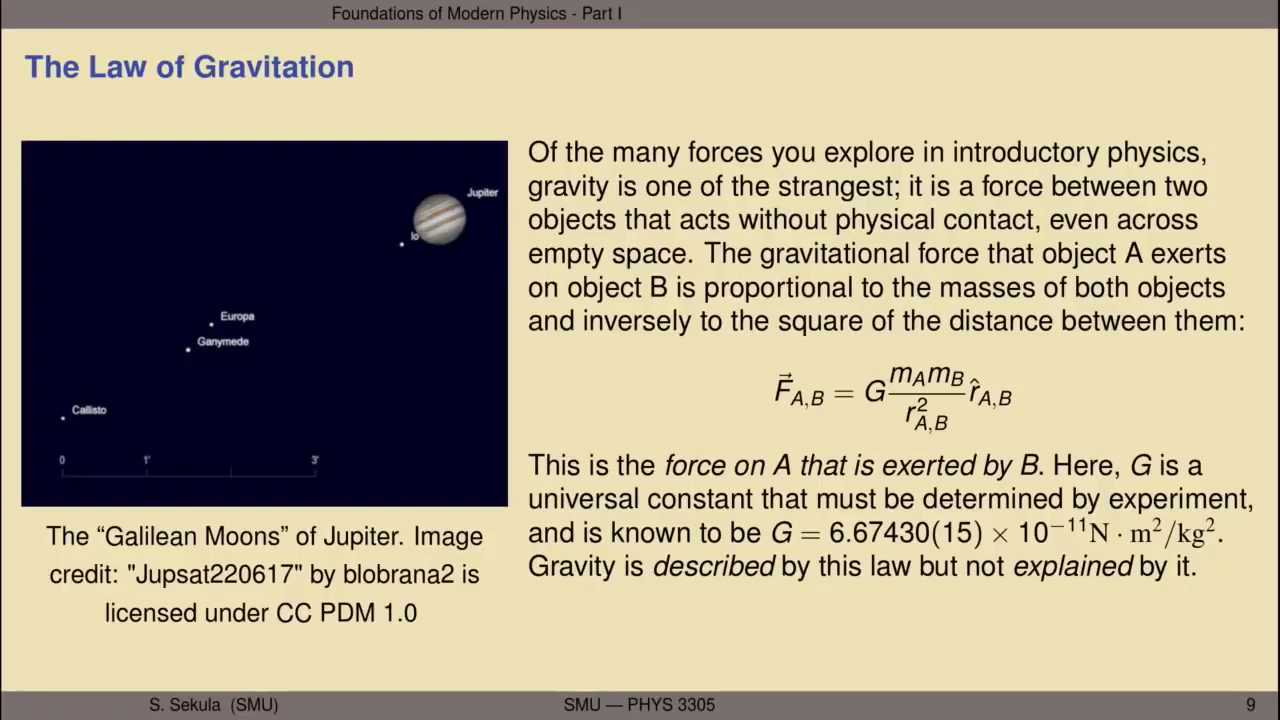 Foundations of Modern Physics - Part I
The Law of Gravitation
Jupiter
Io
Europa
Ganymede
Callisto
0 1' 3'
The “Galilean Moons” of Jupiter. Image
credit: "Jupsat220617" by blobrana2 is
licensed under CC PDM 1.0
Of the many forces you explore in introductory physics,
gravity is one of the strangest; it is a force between two
objects that acts without physical contact, even across
empty space. The gravitational force that object A exerts
on object B is proportional to the masses of both objects
and inversely to the square of the distance between them:
$\vec{F}_{A,B} = G\frac{m_A m_B}{r_{A,B}^2}\hat{r}_{A,B}$
This is the force on A that is exerted by B. Here, G is a
universal constant that must be determined by experiment,
and is known to be G = 6.67430(15) × 10⁻¹¹N · m²/kg².
Gravity is described by this law but not explained by it.
S. Sekula (SMU) SMU — PHYS 3305 9